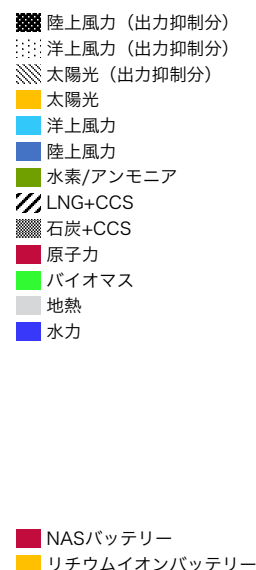 陸上風力（出力抑制分）
洋上風力（出力抑制分）
太陽光（出力抑制分）
太陽光
洋上風力
陸上風力
水素/アンモニア
LNG+CCS
石炭+CCS
原子力
バイオマス
地熱
水力
NASバッテリー
リチウムイオンバッテリー